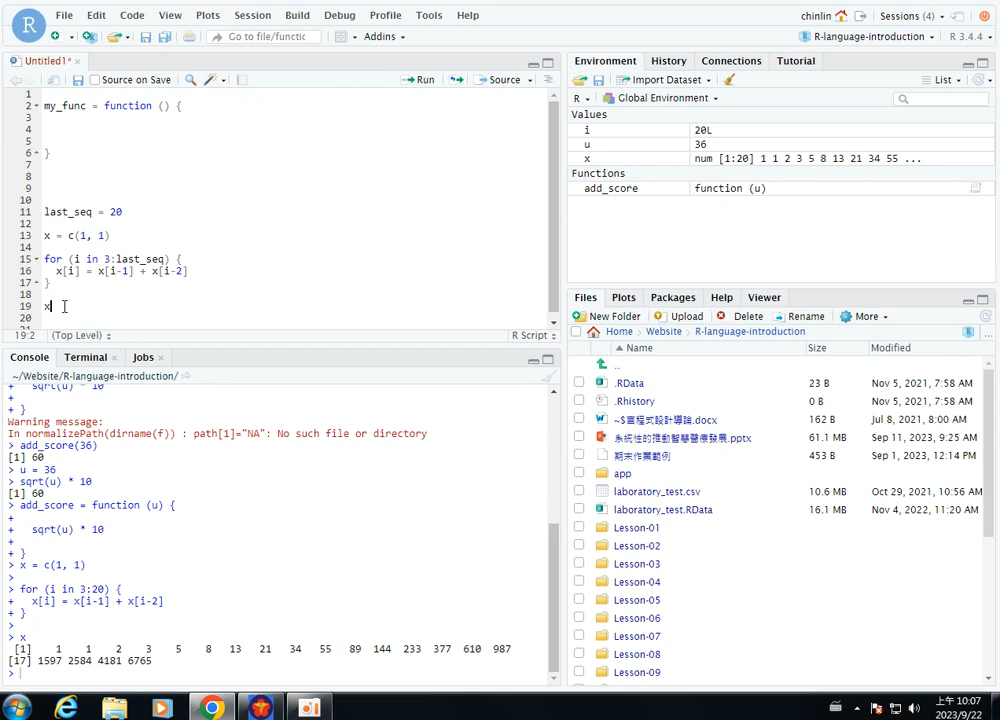 File Edit Code View Plots Session Build Debug Profile Tools Help
chinlin Sessions (4)
R
Go to file/functic Addins
R-language-introduction R 3.4.4
Untitled1*
Source on Save Run Source
1
2 my_func = function () {
3
4
5
6 }
7
8
9
10
11 last_seq = 20
12
13 x = c(1, 1)
14
15 for (i in 3:last_seq) {
16 x[i] = x[i-1] + x[i-2]
17 }
18
19 x
20
21
19:2 (Top Level) R Script
Console Terminal Jobs
~/Website/R-language-introduction/
+ sqrt(u) * 10
+
+ }
Warning message:
In normalizePath(dirname(f)) : path[1]="NA": No such file or directory
> add_score(36)
[1] 60
> u = 36
> sqrt(u) * 10
[1] 60
> add_score = function (u) {
+
+ sqrt(u) * 10
+
+ }
> x = c(1, 1)
>
> for (i in 3:20) {
+ x[i] = x[i-1] + x[i-2]
+ }
>
> x
[1] 1 1 2 3 5 8 13 21 34 55 89 144 233 377 610 987
[17] 1597 2584 4181 6765
>
Environment History Connections Tutorial
Import Dataset List
R Global Environment
Values
i 20L
u 36
x num [1:20] 1 1 2 3 5 8 13 21 34 55 ...
Functions
add_score function (u)
Files Plots Packages Help Viewer
New Folder Upload Delete Rename More
Home Website R-language-introduction ...
Name Size Modified
..
.RData 23 B Nov 5, 2021, 7:58 AM
.Rhistory 0 B Nov 5, 2021, 7:58 AM
~$言程式設計導論.docx 162 B Jul 8, 2021, 8:00 AM
系統性的推動智慧醫療發展.pptx 61.1 MB Sep 11, 2023, 9:25 AM
期末作業範例 453 B Sep 1, 2023, 12:14 PM
app
laboratory_test.csv 10.6 MB Oct 29, 2021, 10:56 AM
laboratory_test.RData 16.1 MB Nov 4, 2022, 11:20 AM
Lesson-01
Lesson-02
Lesson-03
Lesson-04
Lesson-05
Lesson-06
Lesson-07
Lesson-08
Lesson-09
上午 10:07
2023/9/22